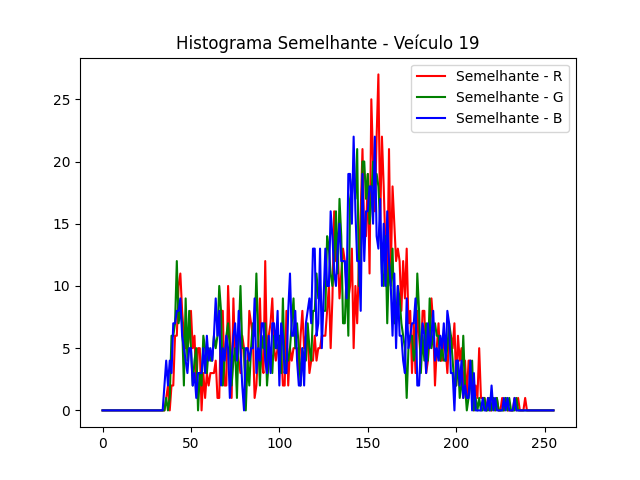 Histograma Semelhante - Veículo 19
Semelhante - R
Semelhante - G
Semelhante - B
25
20
15
10
5
0
0 50 100 150 200 250